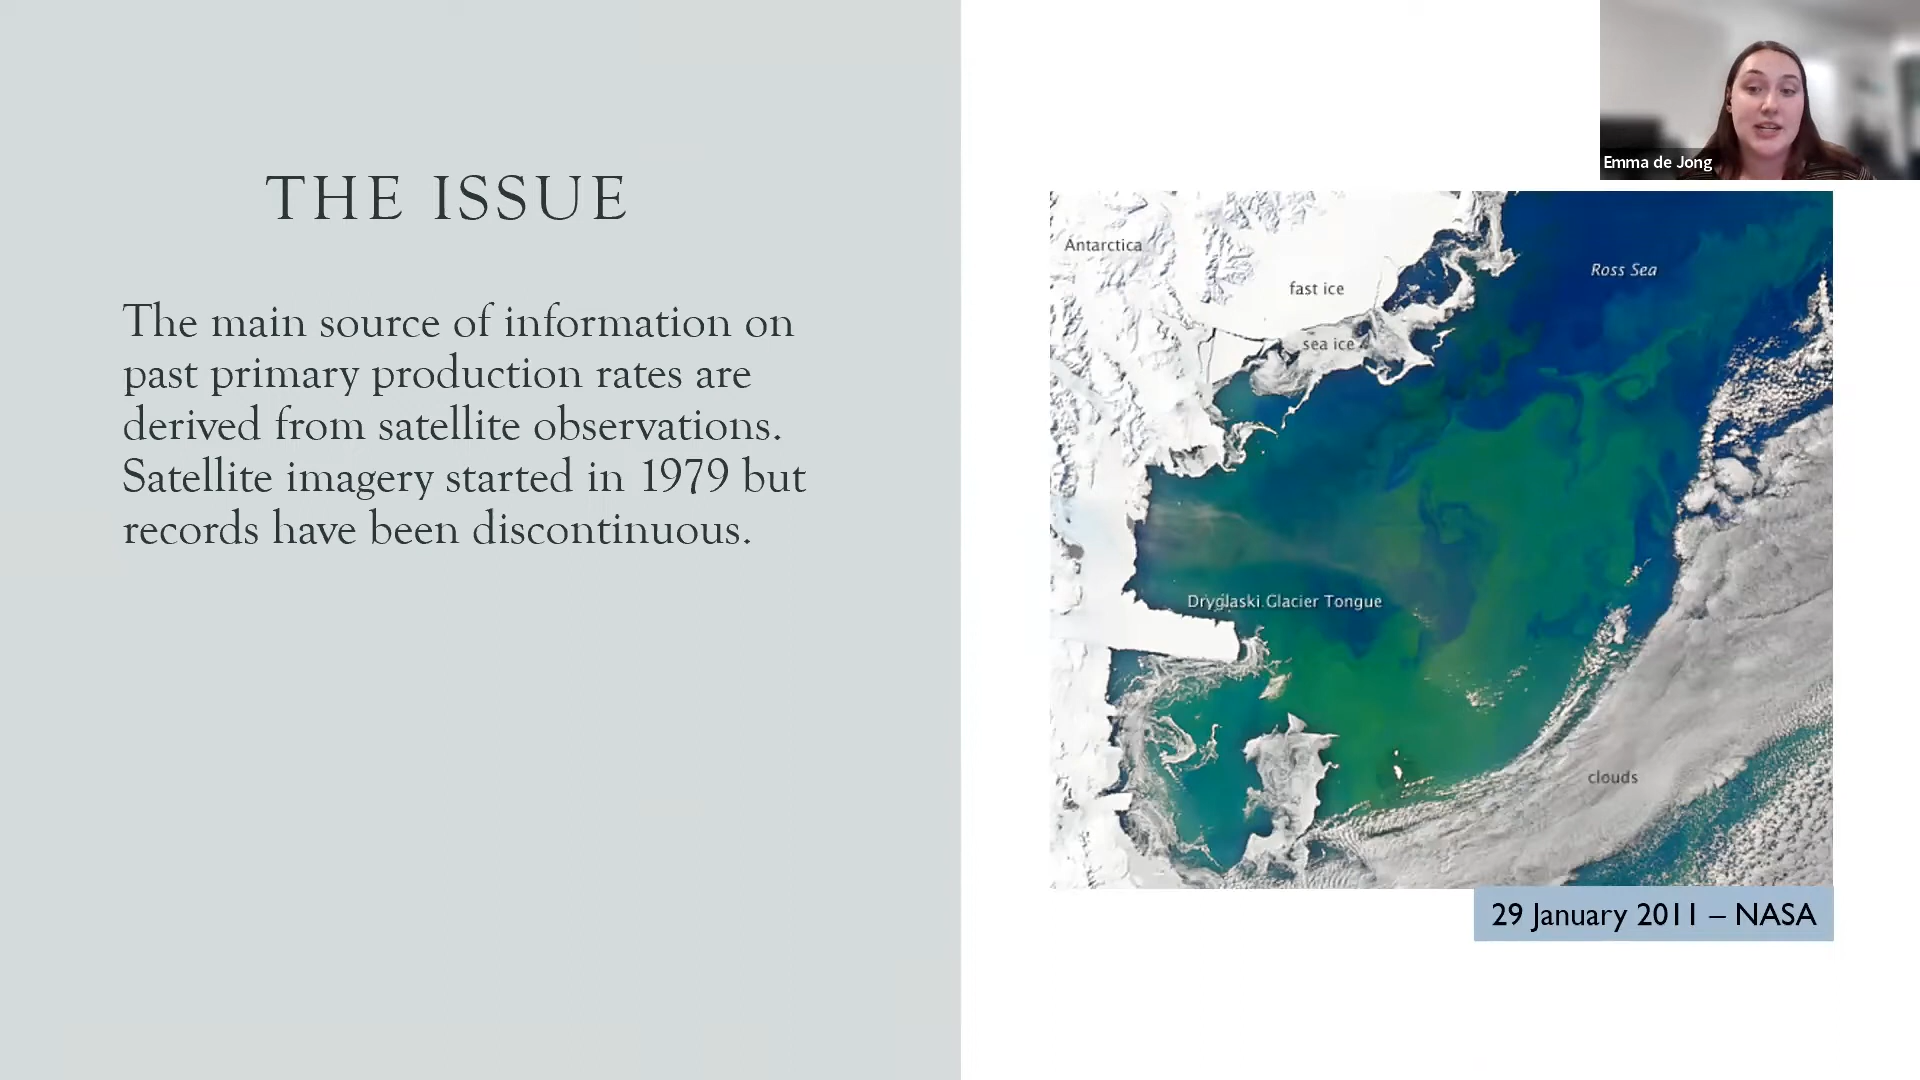 THE ISSUE
The main source of information on
past primary production rates are
derived from satellite observations.
Satellite imagery started in 1979 but
records have been discontinuous.
Emma de Jong
Antarctica
Ross Sea
fast ice
sea ice
Dryglaski Glacier Tongue
clouds
29 January 2011 – NASA